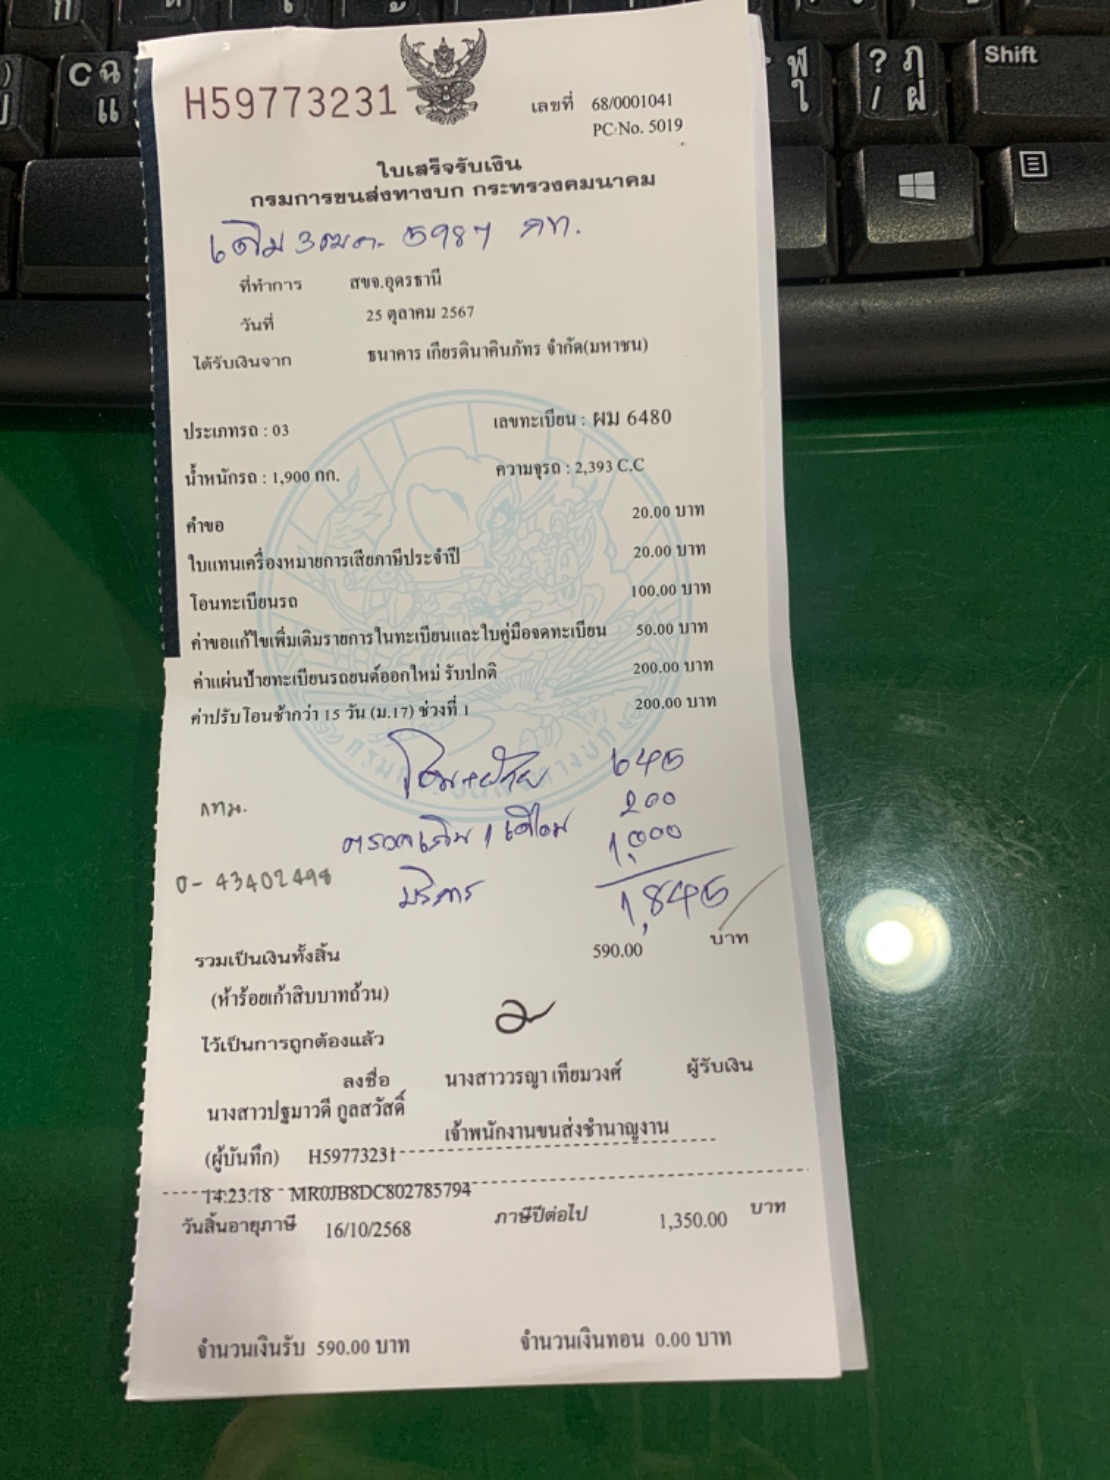 H59773231
เลขที่ 68/0001041
PC No. 5019
ใบเสร็จรับเงิน
กรมการขนส่งทางบก กระทรวงคมนาคม
เดิม 3ฒค 5987 กท.
ที่ทำการ สขจ.อุดรธานี
วันที่ 25 ตุลาคม 2567
ได้รับเงินจาก ธนาคาร เกียรตินาคินภัทร จำกัด(มหาชน)
ประเภทรถ : 03 เลขทะเบียน : ผม 6480
น้ำหนักรถ : 1,900 กก. ความจุรถ : 2,393 C.C
คำขอ 20.00 บาท
ใบแทนเครื่องหมายการเสียภาษีประจำปี 20.00 บาท
โอนทะเบียนรถ 100.00 บาท
ค่าขอแก้ไขเพิ่มเติมรายการในทะเบียนและใบคู่มือจดทะเบียน 50.00 บาท
ค่าแผ่นป้ายทะเบียนรถยนต์ออกใหม่ รับปกติ 200.00 บาท
ค่าปรับโอนช้ากว่า 15 วัน (ม.17) ช่วงที่ 1 200.00 บาท
โอน+ย้าย 645
กทม. 200
1,000
0-43402498 บริการ 1,845
รวมเป็นเงินทั้งสิ้น 590.00 บาท
(ห้าร้อยเก้าสิบบาทถ้วน)
ไว้เป็นการถูกต้องแล้ว
ลงชื่อ นางสาววรญา เทียมวงศ์ ผู้รับเงิน
นางสาวปฐมาวดี กูลสวัสดิ์
เจ้าพนักงานขนส่งชำนาญงาน
(ผู้บันทึก) H59773231
14:23:18 MR0JB8DC802785794
วันสิ้นอายุภาษี 16/10/2568 ภาษีปีต่อไป 1,350.00 บาท
จำนวนเงินรับ 590.00 บาท จำนวนเงินทอน 0.00 บาท